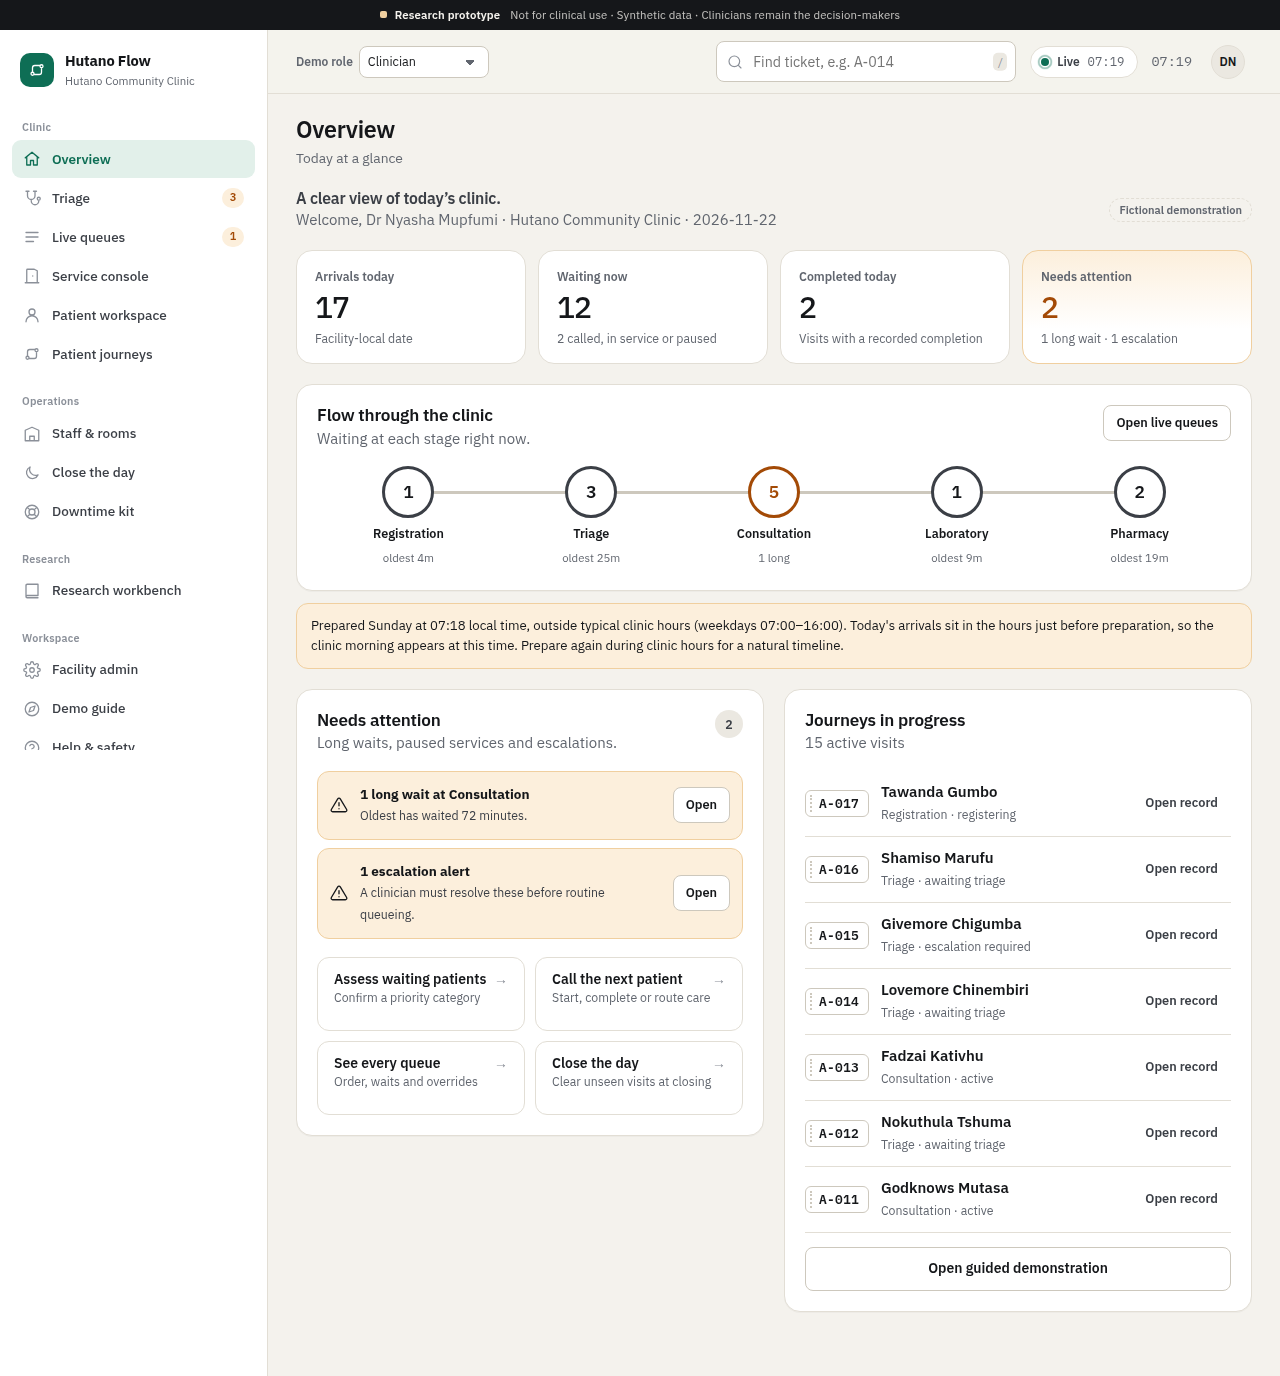 Research prototype Not for clinical use · Synthetic data · Clinicians remain the decision-makers
Hutano Flow
Hutano Community Clinic
Clinic
Overview
Triage 3
Live queues 1
Service console
Patient workspace
Patient journeys
Operations
Staff & rooms
Close the day
Downtime kit
Research
Research workbench
Workspace
Facility admin
Demo guide
Help & safety
Demo role Clinician
Find ticket, e.g. A-014 /
Live 07:19 07:19 DN
Overview
Today at a glance
A clear view of today’s clinic.
Welcome, Dr Nyasha Mupfumi · Hutano Community Clinic · 2026-11-22
Fictional demonstration
Arrivals today
17
Facility-local date
Waiting now
12
2 called, in service or paused
Completed today
2
Visits with a recorded completion
Needs attention
2
1 long wait · 1 escalation
Flow through the clinic
Waiting at each stage right now.
Open live queues
1
Registration
oldest 4m
3
Triage
oldest 25m
5
Consultation
1 long
1
Laboratory
oldest 9m
2
Pharmacy
oldest 19m
Prepared Sunday at 07:18 local time, outside typical clinic hours (weekdays 07:00–16:00). Today's arrivals sit in the hours just before preparation, so the
clinic morning appears at this time. Prepare again during clinic hours for a natural timeline.
Needs attention
Long waits, paused services and escalations.
2
1 long wait at Consultation
Oldest has waited 72 minutes.
Open
1 escalation alert
A clinician must resolve these before routine
queueing.
Open
Assess waiting patients →
Confirm a priority category
Call the next patient →
Start, complete or route care
See every queue →
Order, waits and overrides
Close the day →
Clear unseen visits at closing
Journeys in progress
15 active visits
A-017
Tawanda Gumbo
Registration · registering
Open record
A-016
Shamiso Marufu
Triage · awaiting triage
Open record
A-015
Givemore Chigumba
Triage · escalation required
Open record
A-014
Lovemore Chinembiri
Triage · awaiting triage
Open record
A-013
Fadzai Kativhu
Consultation · active
Open record
A-012
Nokuthula Tshuma
Triage · awaiting triage
Open record
A-011
Godknows Mutasa
Consultation · active
Open record
Open guided demonstration